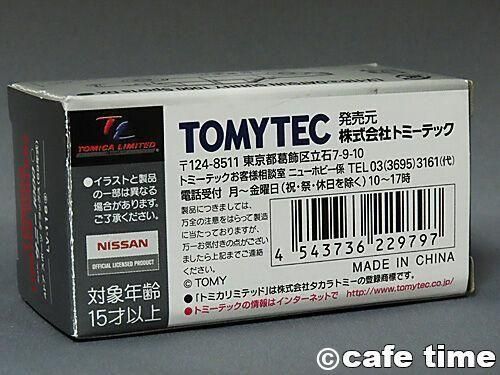 TL
TOMICA LIMITED
●イラストと製品
の一部は異なる
場合があります。
ご了承ください。
NISSAN
OFFICIAL LICENSED PRODUCT
対象年齢
15才以上
TOMYTEC
発売元
株式会社トミーテック
〒124-8511 東京都葛飾区立石7-9-10
トミーテックお客様相談室 ニューホビー係 TEL 03(3695)3161(代)
電話受付 月~金曜日(祝・祭・休日を除く)10~17時
製品につきましては、
万全の注意をはらって製造
に当たっておりますが、
万一お気付きの点がござい
ましたら上記までご連絡
ください。
4 543736 229797
©TOMY
MADE IN CHINA
●「トミカリミテッド」は株式会社タカラトミーの登録商標です。
●トミーテックの情報はインターネットで http://www.tomytec.co.jp/
©cafe time